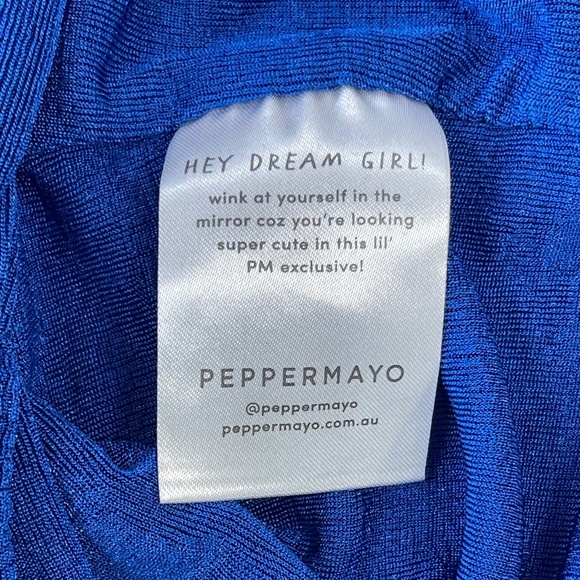 HEY DREAM GIRL!
wink at yourself in the
mirror coz you're looking
super cute in this lil'
PM exclusive!
PEPPERMAYO
@peppermayo
peppermayo.com.au